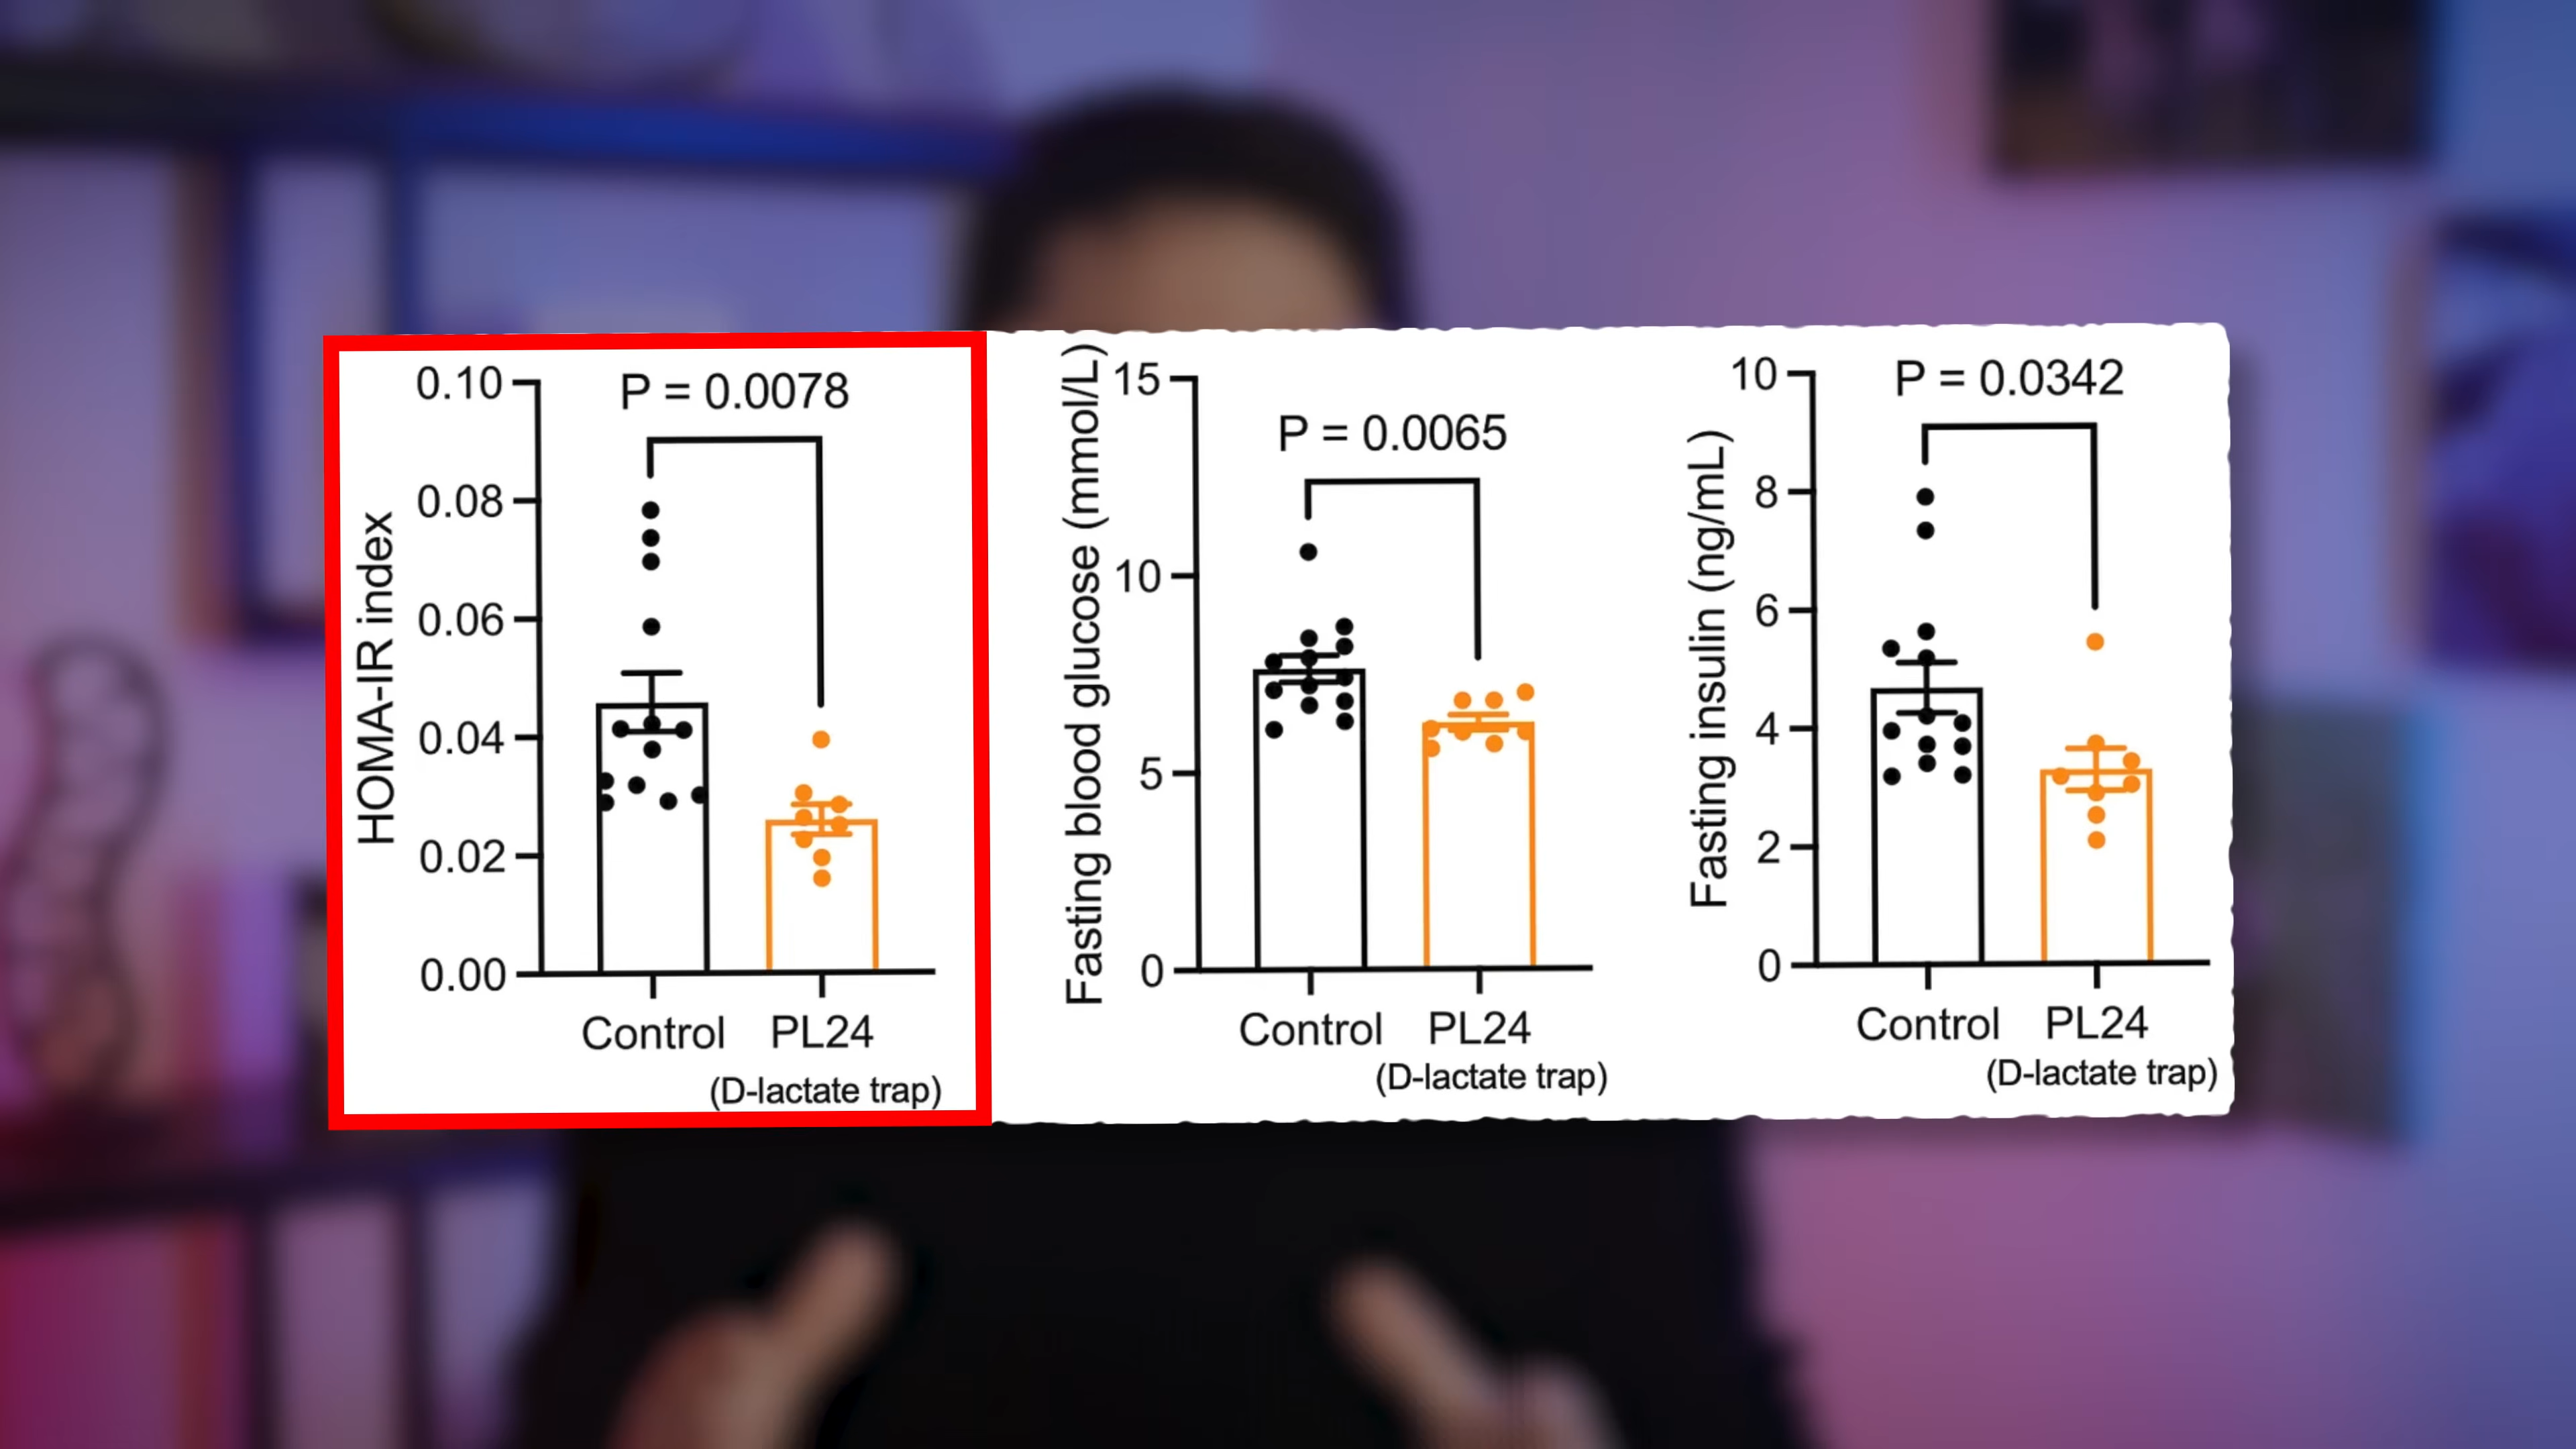 HOMA-IR index
0.10
0.08
0.06
0.04
0.02
0.00
P = 0.0078
Control
PL24
(D-lactate trap)
Fasting blood glucose (mmol/L)
15
10
5
0
P = 0.0065
Control
PL24
(D-lactate trap)
Fasting insulin (ng/mL)
10
8
6
4
2
0
P = 0.0342
Control
PL24
(D-lactate trap)